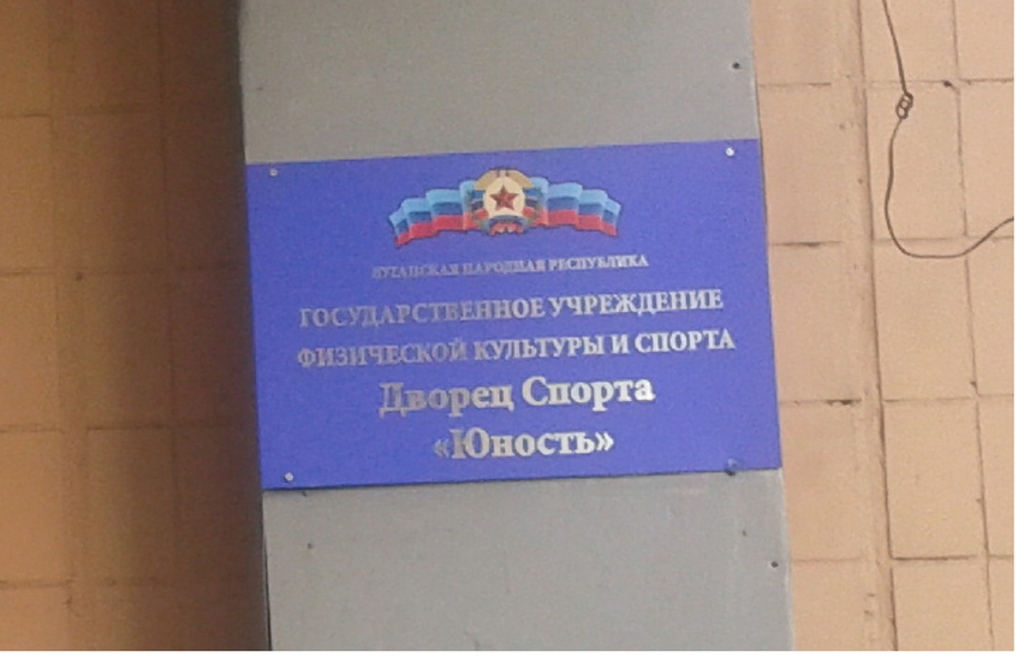 ЛУГАНСКАЯ НАРОДНАЯ РЕСПУБЛИКА
ГОСУДАРСТВЕННОЕ УЧРЕЖДЕНИЕ
ФИЗИЧЕСКОЙ КУЛЬТУРЫ И СПОРТА
Дворец Спорта
«Юность»